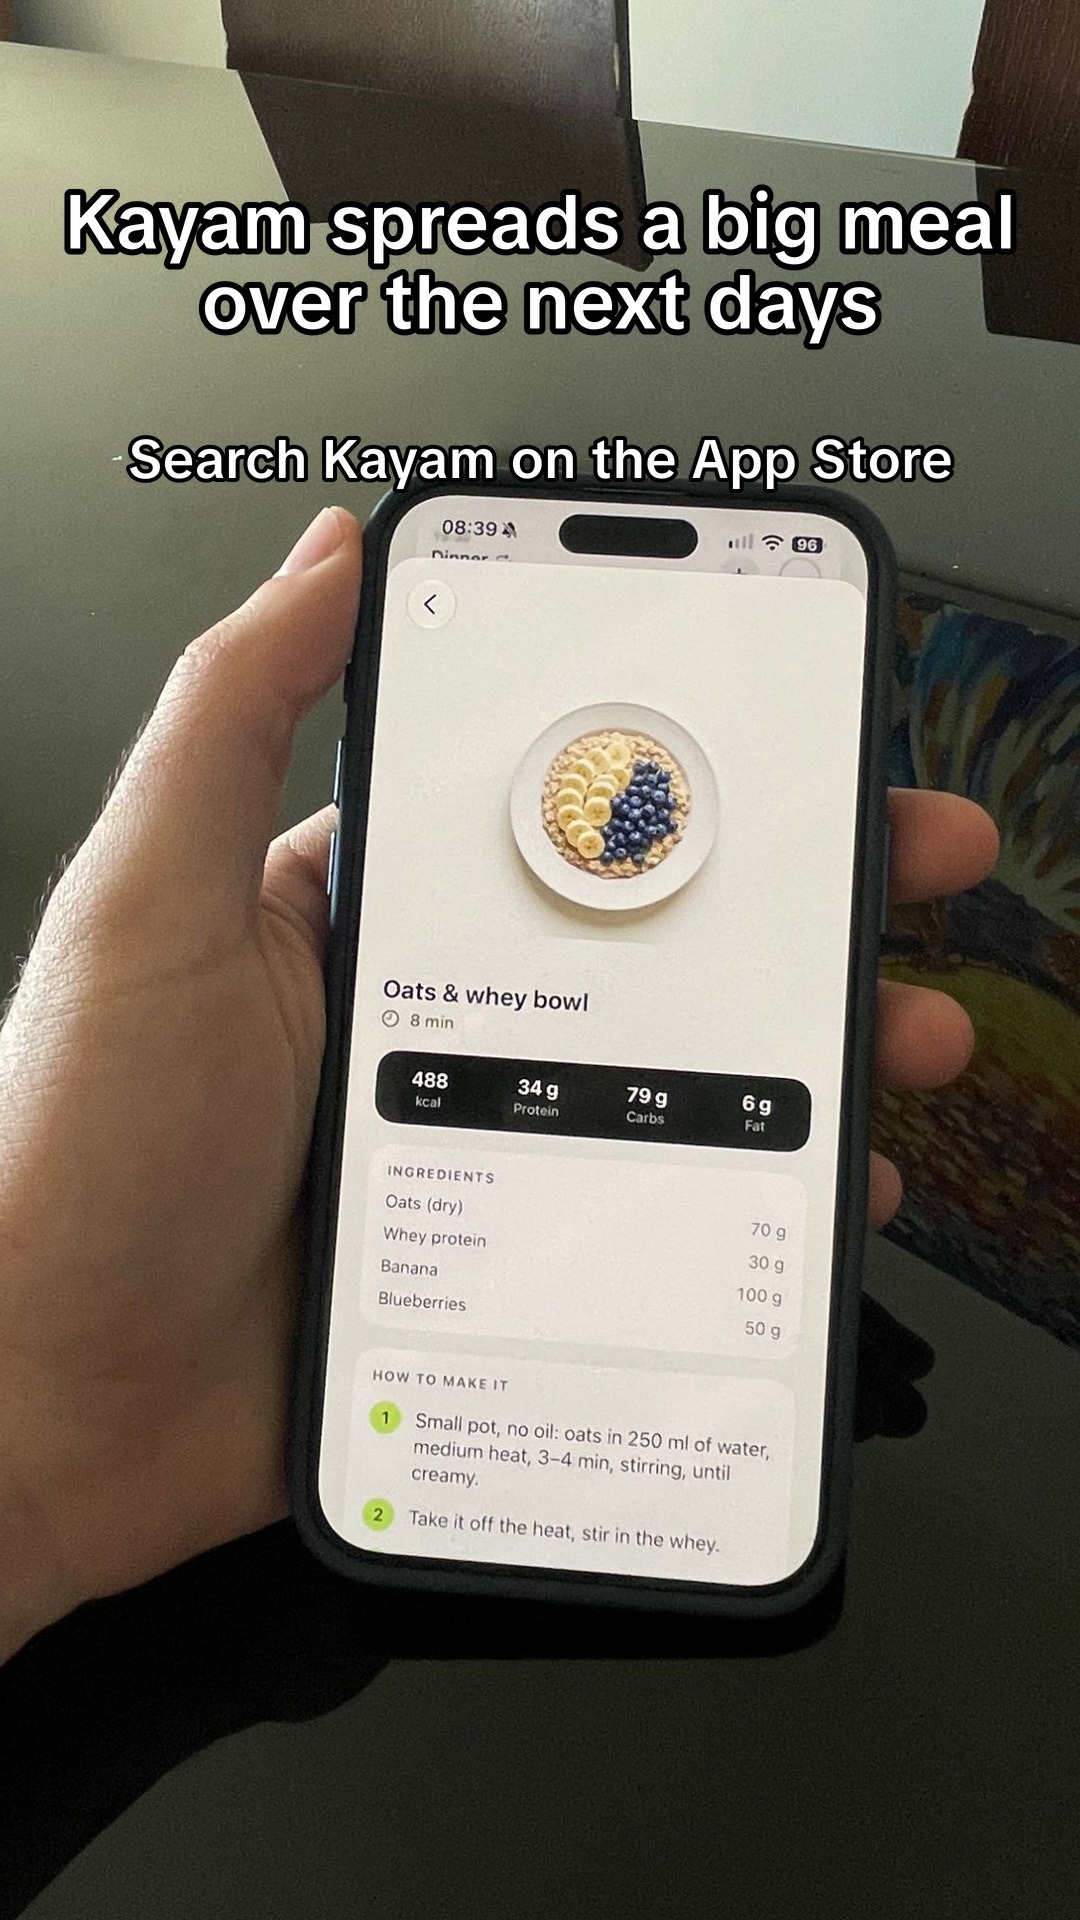 Kayam spreads a big meal
over the next days
Search Kayam on the App Store
08:39
96
Dinner
Oats & whey bowl
8 min
488 kcal
34 g Protein
79 g Carbs
6 g Fat
INGREDIENTS
Oats (dry) 70 g
Whey protein 30 g
Banana 100 g
Blueberries 50 g
HOW TO MAKE IT
1 Small pot, no oil: oats in 250 ml of water,
medium heat, 3–4 min, stirring, until
creamy.
2 Take it off the heat, stir in the whey.